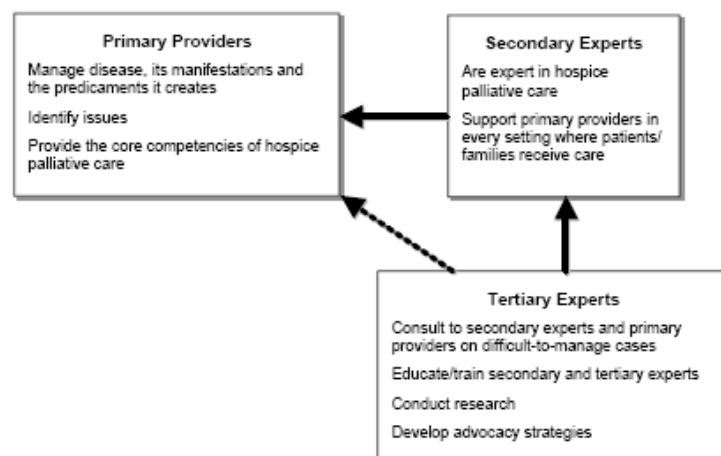 Primary Providers
Manage disease, its manifestations and
the predicaments it creates
Identify issues
Provide the core competencies of hospice
palliative care
Secondary Experts
Are expert in hospice
palliative care
Support primary providers in
every setting where patients/
families receive care
Tertiary Experts
Consult to secondary experts and primary
providers on difficult-to-manage cases
Educate/train secondary and tertiary experts
Conduct research
Develop advocacy strategies